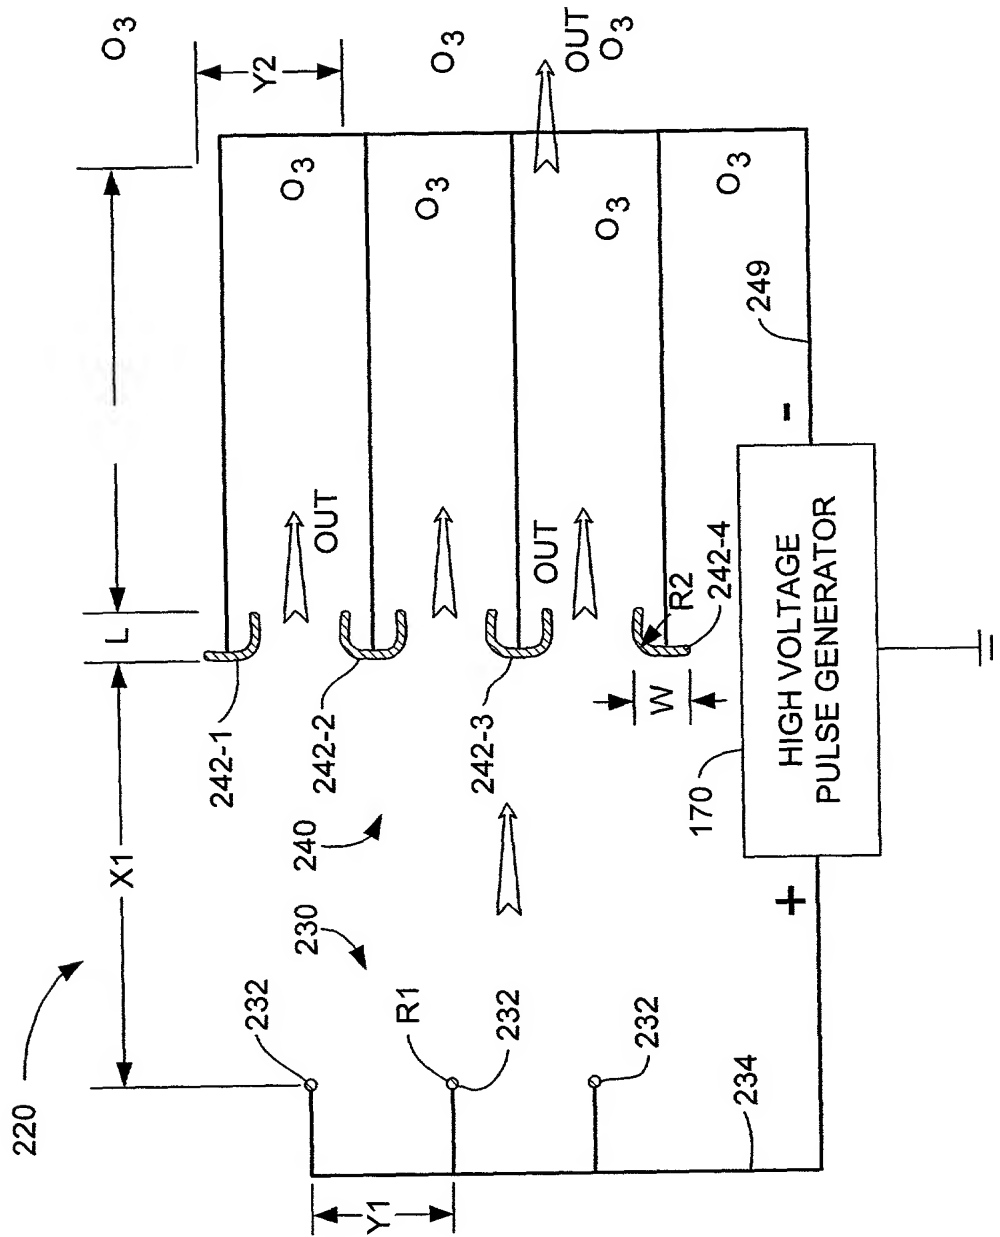 220
X1
L
Y2
O3
O3
OUT
O3
O3
O3
O3
O3
OUT
OUT
242-1
242-2
242-3
242-4
R2
W
240
230
232
R1
232
232
234
Y1
170
+
-
249
HIGH VOLTAGE
PULSE GENERATOR